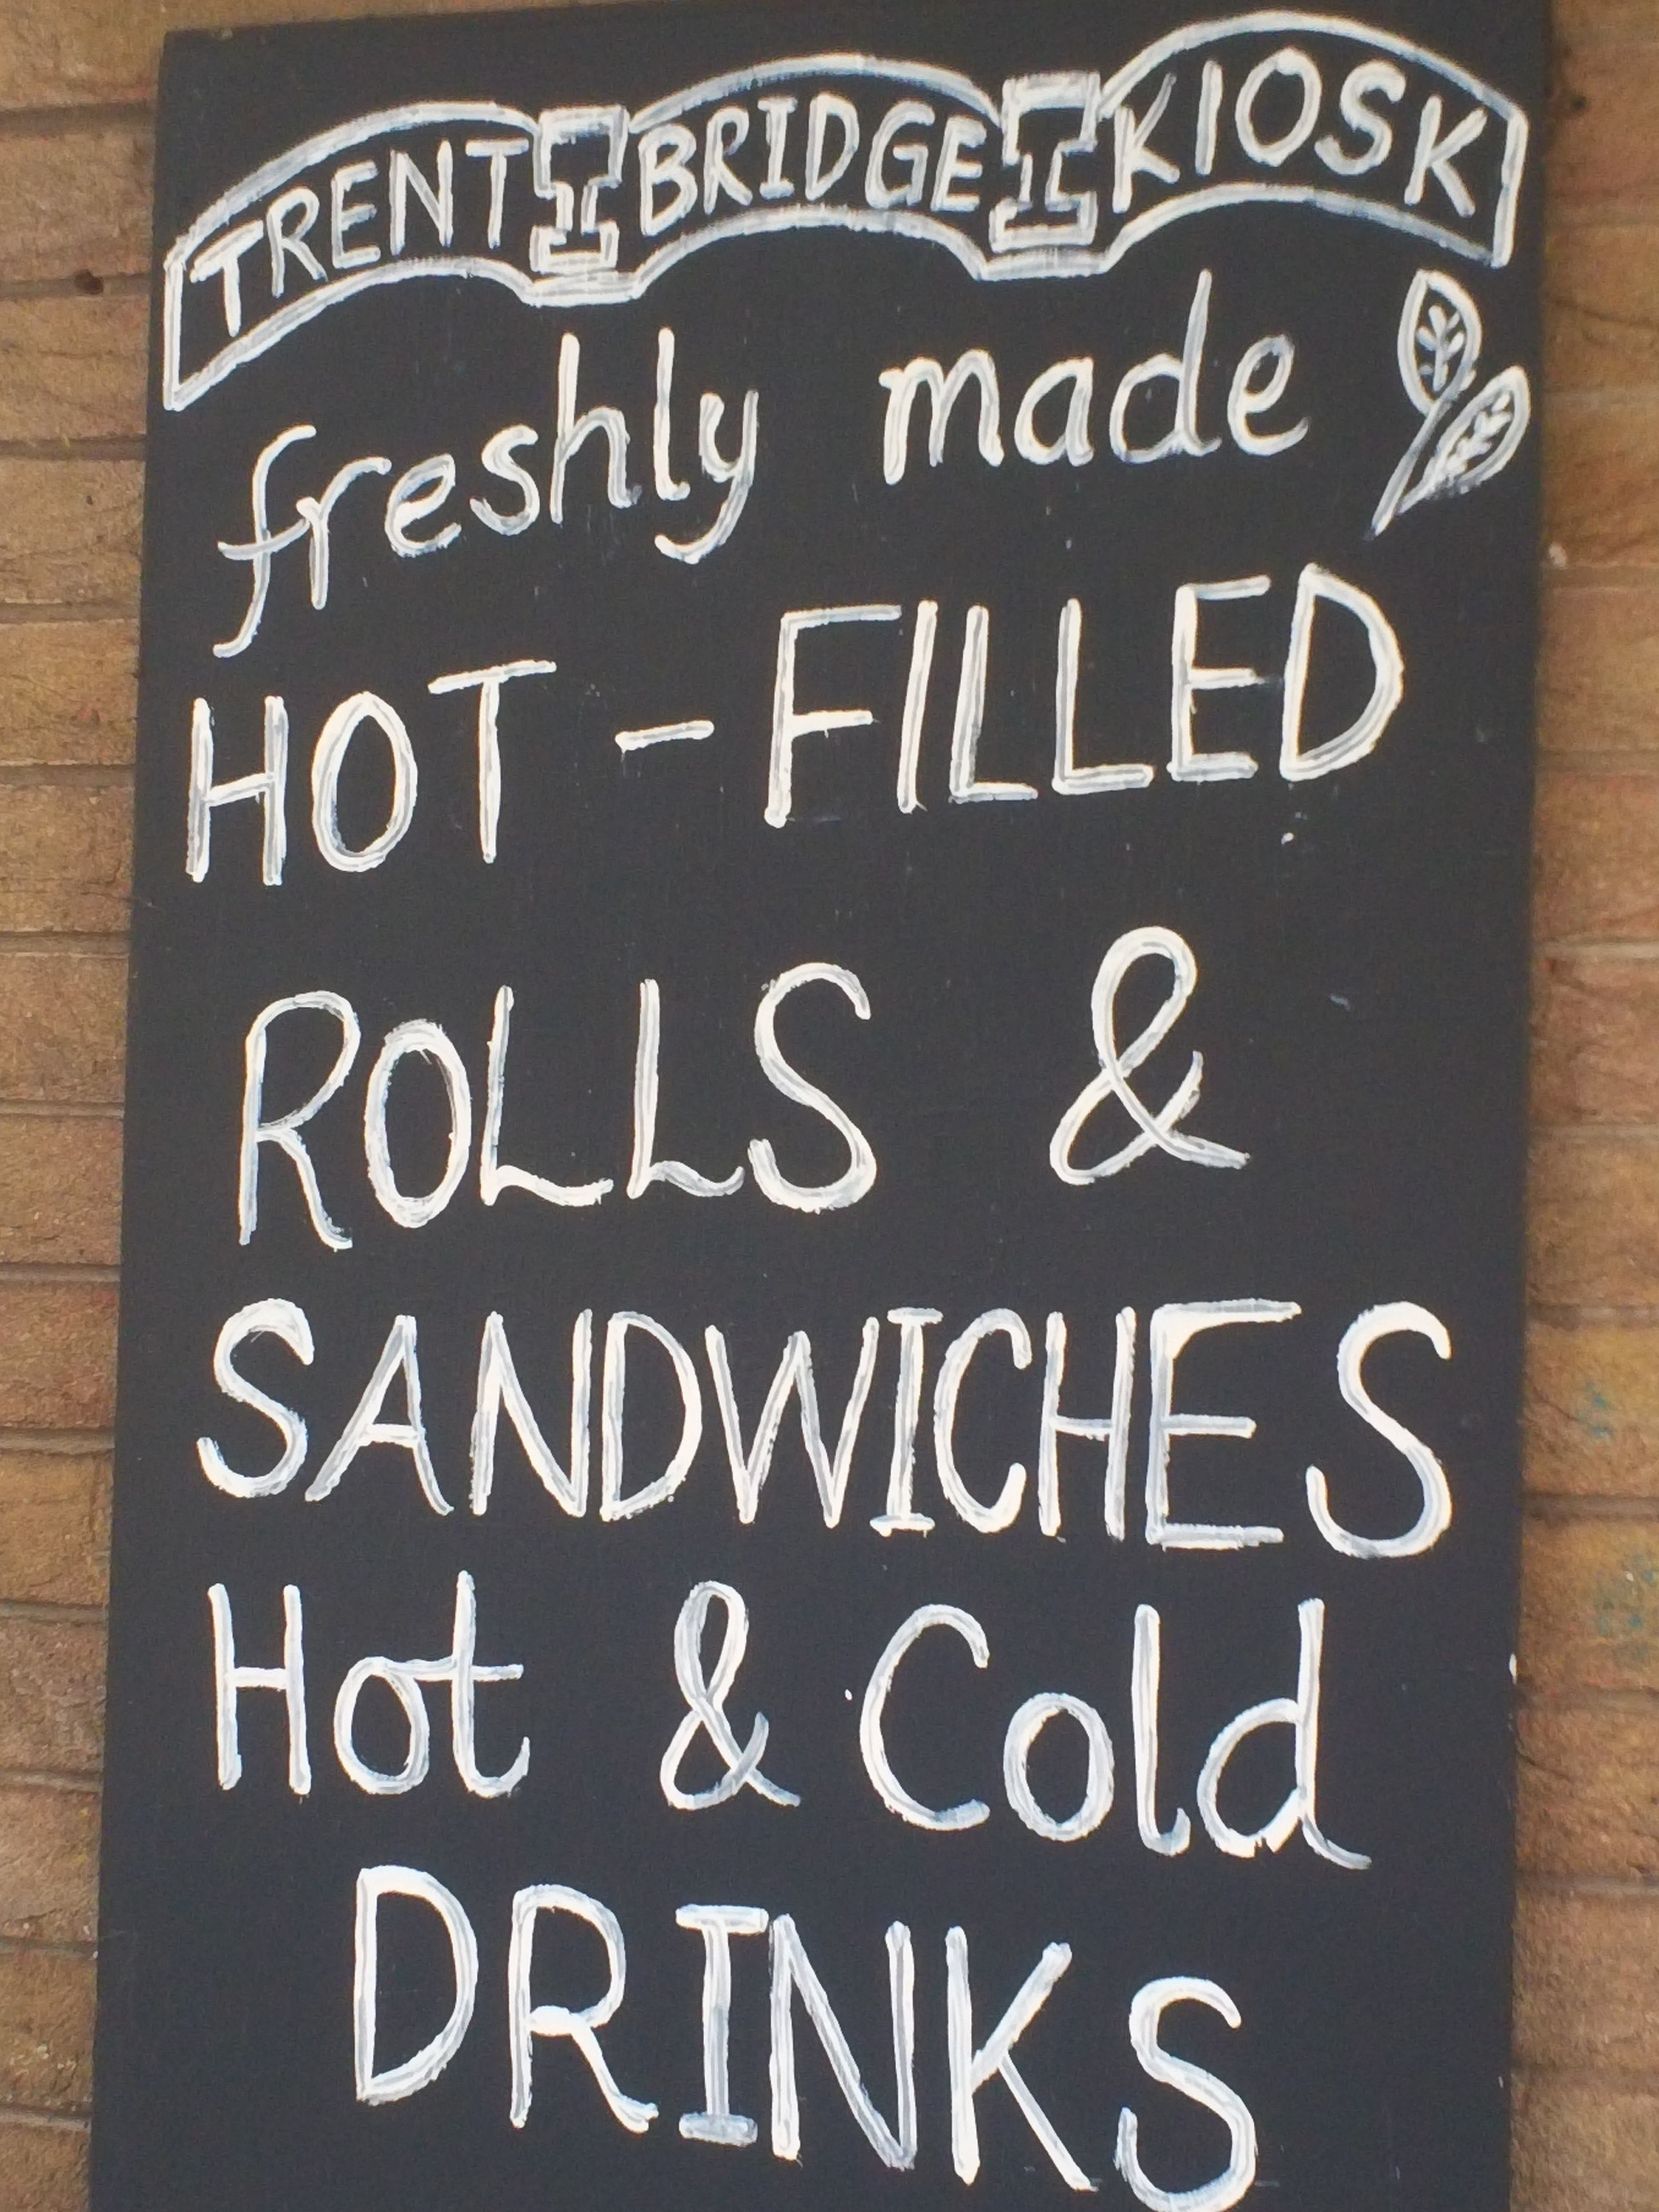 TRENT BRIDGE KIOSK
freshly made
HOT-FILLED
ROLLS &
SANDWICHES
Hot & Cold
DRINKS